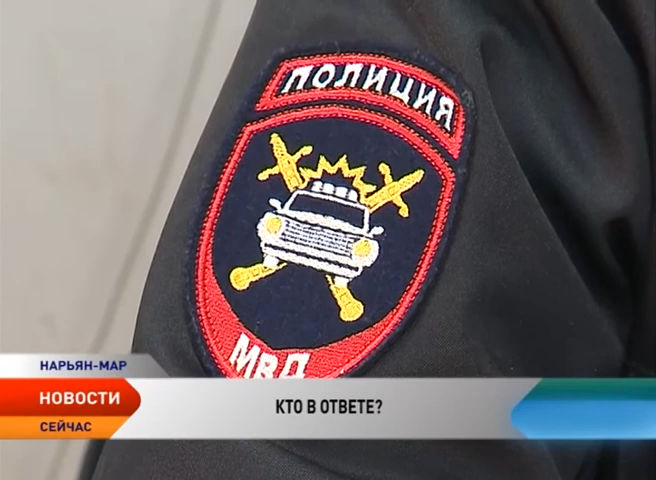 ПОЛИЦИЯ
МВД
НАРЬЯН-МАР
НОВОСТИ
КТО В ОТВЕТЕ?
СЕЙЧАС